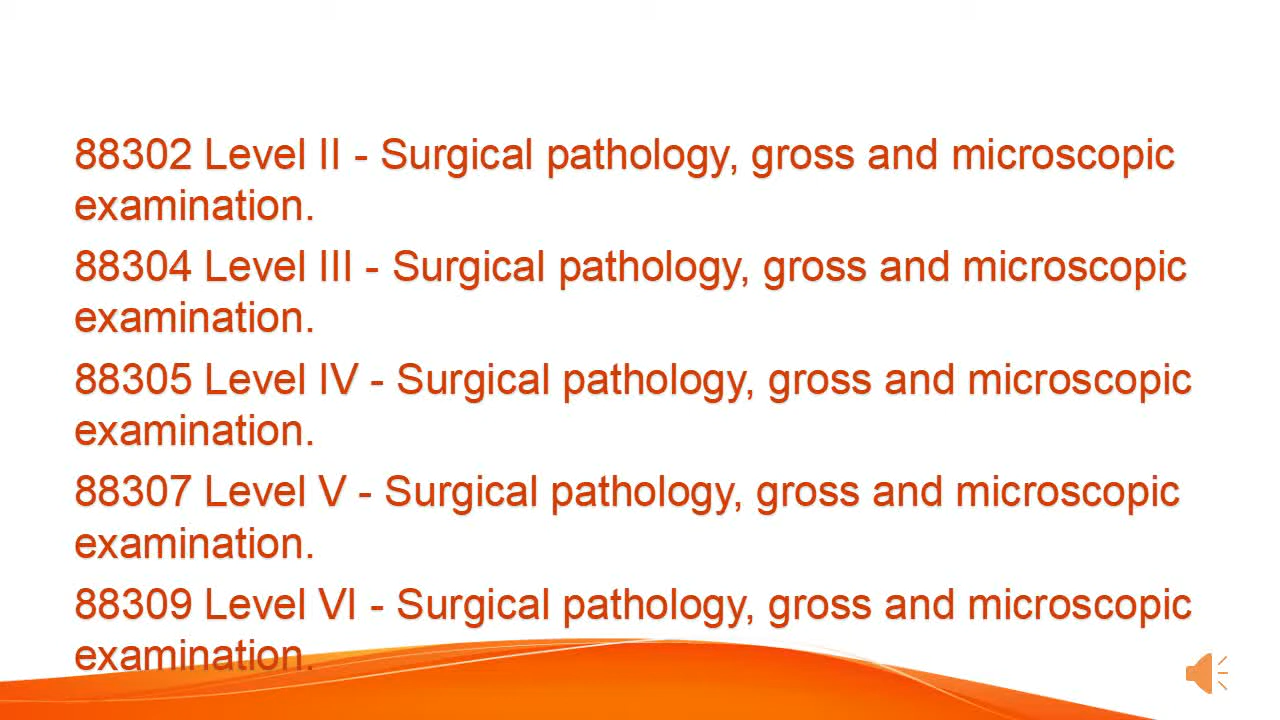 88302 Level II - Surgical pathology, gross and microscopic
examination.
88304 Level III - Surgical pathology, gross and microscopic
examination.
88305 Level IV - Surgical pathology, gross and microscopic
examination.
88307 Level V - Surgical pathology, gross and microscopic
examination.
88309 Level VI - Surgical pathology, gross and microscopic
examination.